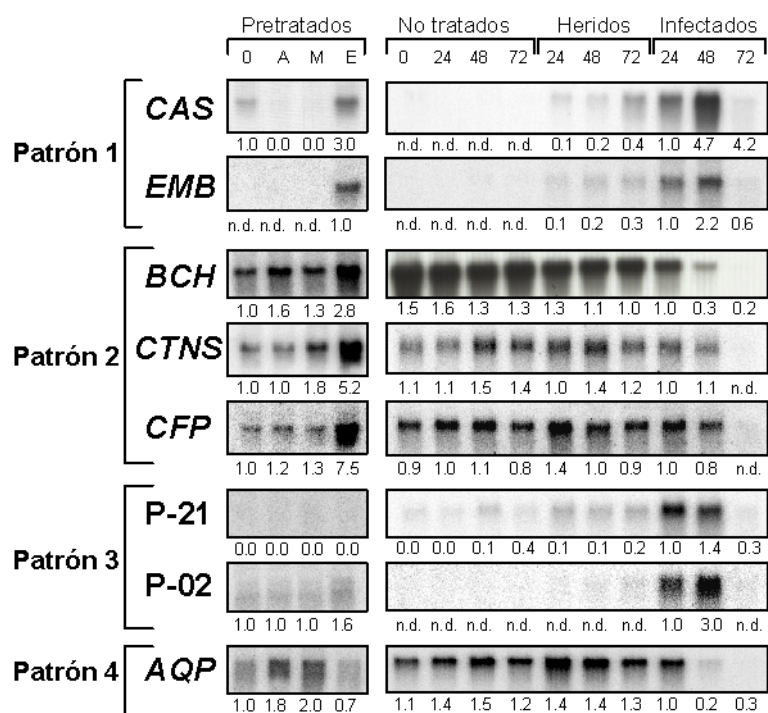 Pretratados No tratados Heridos Infectados
0 A M E 0 24 48 72 24 48 72 24 48 72
Patrón 1
CAS
1.0 0.0 0.0 3.0 n.d. n.d. n.d. n.d. 0.1 0.2 0.4 1.0 4.7 4.2
EMB
n.d. n.d. n.d. 1.0 n.d. n.d. n.d. n.d. 0.1 0.2 0.3 1.0 2.2 0.6
Patrón 2
BCH
1.0 1.6 1.3 2.8 1.5 1.6 1.3 1.3 1.3 1.1 1.0 1.0 0.3 0.2
CTNS
1.0 1.0 1.8 5.2 1.1 1.1 1.5 1.4 1.0 1.4 1.2 1.0 1.1 n.d.
CFP
1.0 1.2 1.3 7.5 0.9 1.0 1.1 0.8 1.4 1.0 0.9 1.0 0.8 n.d.
Patrón 3
P-21
0.0 0.0 0.0 0.0 0.0 0.0 0.1 0.4 0.1 0.1 0.2 1.0 1.4 0.3
P-02
1.0 1.0 1.0 1.6 n.d. n.d. n.d. n.d. n.d. n.d. n.d. 1.0 3.0 n.d.
Patrón 4
AQP
1.0 1.8 2.0 0.7 1.1 1.4 1.5 1.2 1.4 1.4 1.3 1.0 0.2 0.3